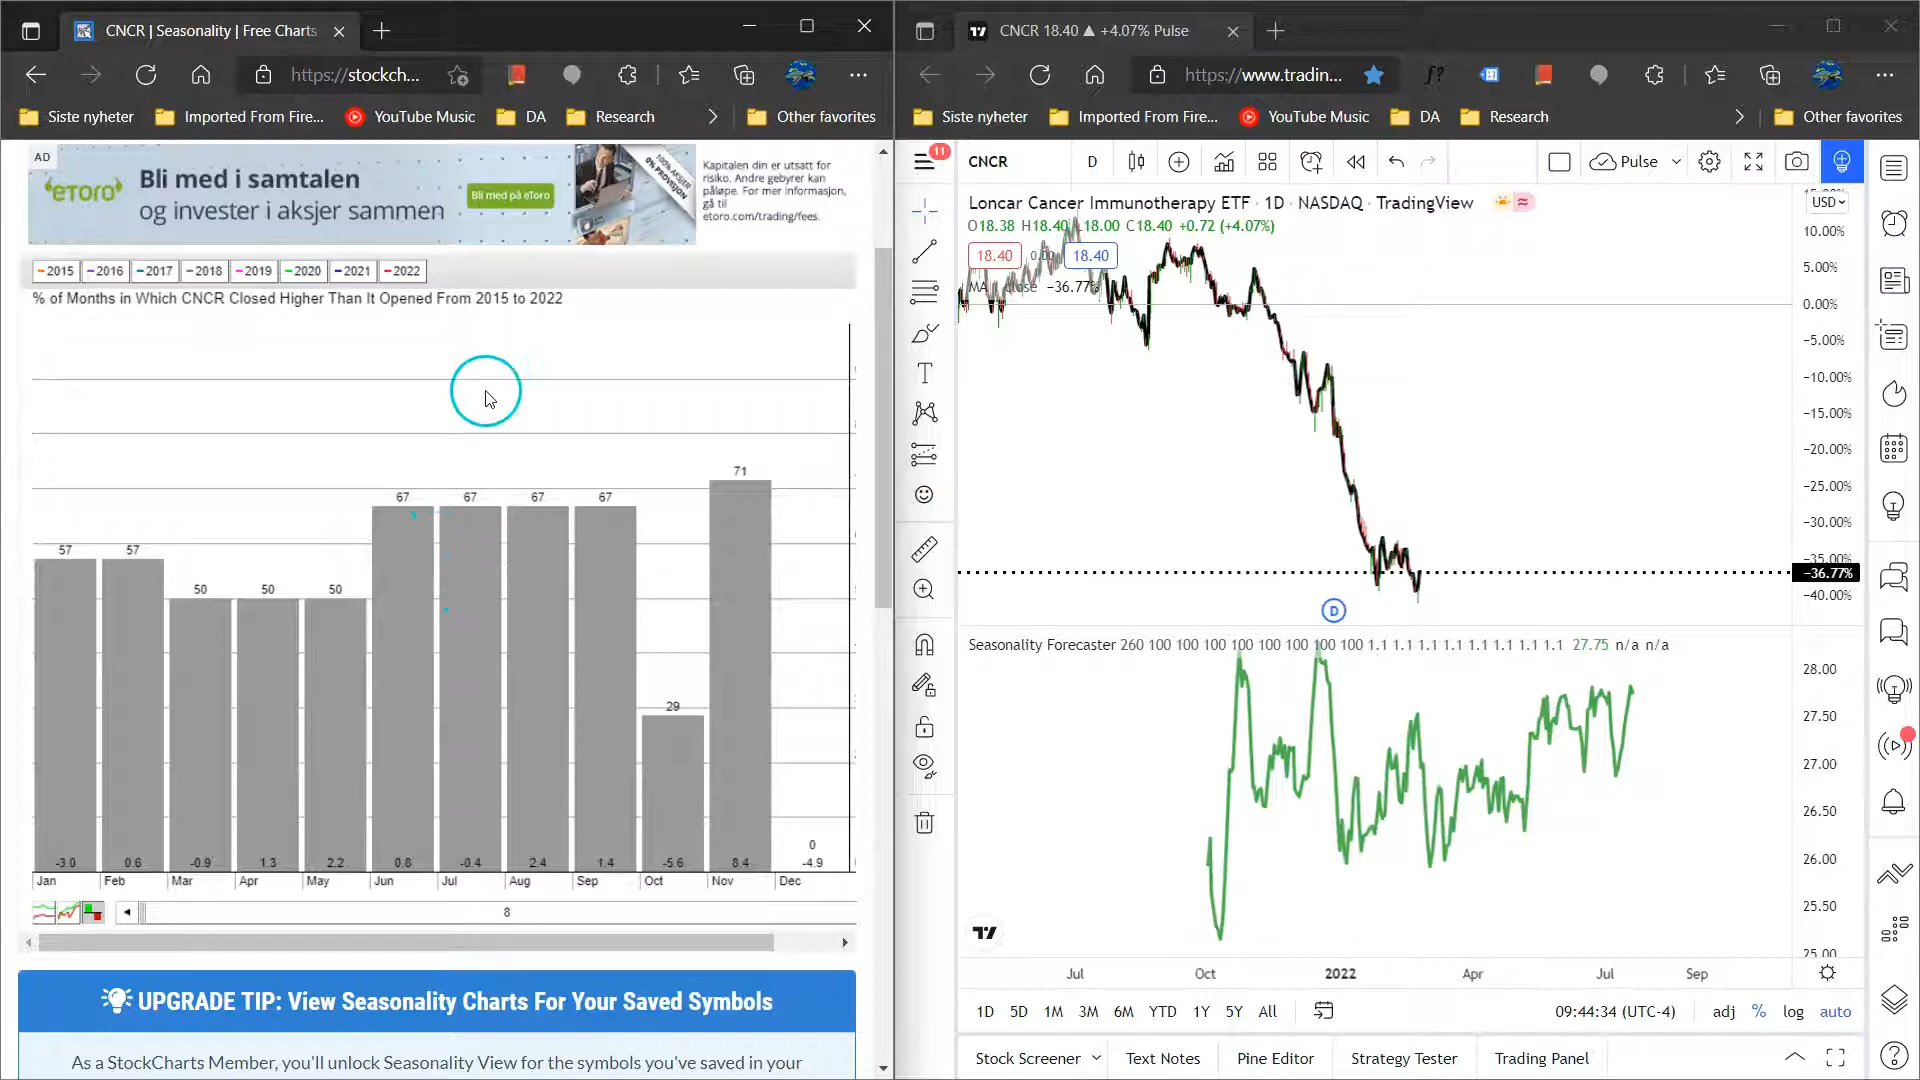 CNCR | Seasonality | Free Charts
https://stockch...
Siste nyheter
Imported From Fire...
YouTube Music
DA
Research
Other favorites
AD
eToro
Bli med i samtalen
og invester i aksjer sammen
Bli med på eToro
100% AKSJER
0% PROVISJON
Kapitalen din er utsatt for
risiko. Andre gebyrer kan
påløpe. For mer informasjon,
gå til
etoro.com/trading/fees.
2015 2016 2017 2018 2019 2020 2021 2022
% of Months in Which CNCR Closed Higher Than It Opened From 2015 to 2022
57 57 50 50 50 67 67 67 67 29 71 0
-3.0 0.6 -0.9 1.3 2.2 0.8 -0.4 2.4 1.4 -5.6 8.4 -4.9
Jan Feb Mar Apr May Jun Jul Aug Sep Oct Nov Dec
8
UPGRADE TIP: View Seasonality Charts For Your Saved Symbols
As a StockCharts Member, you'll unlock Seasonality View for the symbols you've saved in your
CNCR 18.40 ▲ +4.07% Pulse
https://www.tradin...
f?
Siste nyheter
Imported From Fire...
YouTube Music
DA
Research
Other favorites
11
CNCR
D
Pulse
Loncar Cancer Immunotherapy ETF · 1D · NASDAQ · TradingView
USD
O18.38 H18.40 L18.00 C18.40 +0.72 (+4.07%)
18.40
18.40
close −36.77%
10.00%
5.00%
0.00%
−5.00%
−10.00%
−15.00%
−20.00%
−25.00%
−30.00%
−35.00%
−36.77%
−40.00%
D
Seasonality Forecaster 260 100 100 100 100 100 100 100 100 100 1.1 1.1 1.1 1.1 1.1 1.1 1.1 1.1 27.75 n/a n/a
28.00
27.50
27.00
26.50
26.00
25.50
25.00
Jul Oct 2022 Apr Jul Sep
1D 5D 1M 3M 6M YTD 1Y 5Y All
09:44:34 (UTC-4)
adj % log auto
Stock Screener
Text Notes
Pine Editor
Strategy Tester
Trading Panel